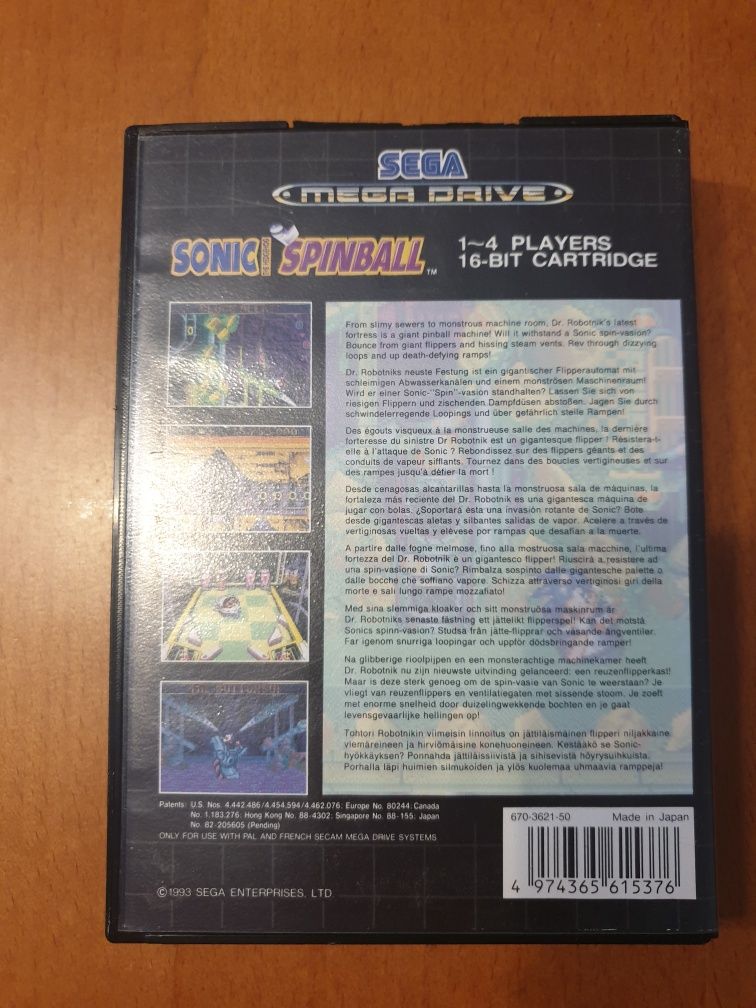 SEGA
MEGA DRIVE
SONIC THE HEDGEHOG SPINBALL ™
1~4 PLAYERS
16-BIT CARTRIDGE
From slimy sewers to monstrous machine room, Dr. Robotnik's latest
fortress is a giant pinball machine! Will it withstand a Sonic spin-vasion?
Bounce from giant flippers and hissing steam vents. Rev through dizzying
loops and up death-defying ramps!
Dr. Robotniks neuste Festung ist ein gigantischer Flipperautomat mit
schleimigen Abwasserkanälen und einem monströsen Maschinenraum!
Wird er einer Sonic-"Spin"-vasion standhalten? Lassen Sie sich von
riesigen Flippern und zischenden Dampfdüsen abstoßen. Jagen Sie durch
schwindelerregende Loopings und über gefährlich steile Rampen!
Des égouts visqueux à la monstrueuse salle des machines, la dernière
forteresse du sinistre Dr Robotnik est un gigantesque flipper ! Résistera-t-
elle à l'attaque de Sonic ? Rebondissez sur des flippers géants et des
conduits de vapeur sifflants. Tournez dans des boucles vertigineuses et sur
des rampes jusqu'à défier la mort !
Desde cenagosas alcantarillas hasta la monstruosa sala de máquinas, la
fortaleza más reciente del Dr. Robotnik es una gigantesca máquina de
jugar con bolas. ¿Soportará ésta una invasión rotante de Sonic? Bote
desde gigantescas aletas y silbantes salidas de vapor. Acelere a través de
vertiginosas vueltas y elévese por rampas que desafían a la muerte.
A partire dalle fogne melmose, fino alla mostruosa sala macchine, l'ultima
fortezza del Dr. Robotnik è un gigantesco flipper! Riuscirà a resistere ad
una spin-vasione di Sonic? Rimbalza sospinto dalle gigantesche palette o
dalle bocche che soffiano vapore. Schizza attraverso vertiginosi giri della
morte e sali lungo rampe mozzafiato!
Med sina slemmiga kloaker och sitt monstruösa maskinrum är
Dr. Robotniks senaste fästning ett jättelikt flipperspel! Kan det motstå
Sonics spinn-vasion? Studsa från jätte-flipprar och väsande ångventiler.
Far igenom snurriga loopingar och uppför dödsbringande ramper!
Na glibberige rioolpijpen en een monsterachtige machinekamer heeft
Dr. Robotnik nu zijn nieuwste uitvinding gelanceerd: een reuzenflipperkast!
Maar is deze sterk genoeg om de spin-vasie van Sonic te weerstaan? Je
vliegt van reuzenflippers en ventilatiegaten met sissende stoom. Je zoeft
met enorme snelheid door duizelingwekkende bochten en je gaat
levensgevaarlijke hellingen op!
Tohtori Robotnikin viimeisin linnoitus on jättiläismäinen flipperi niljakkaine
viemäreineen ja hirviömäisine konehuoneineen. Kestääkö se Sonic-
hyökkäyksen? Ponnahda jättiläissiivistä ja sihisevistä höyrysuihkuista.
Porhalla läpi huimien silmukoiden ja ylös kuolemaa uhmaavia ramppeja!
Patents: U.S. Nos. 4,442,486/4,454,594/4,462,076; Europe No. 80244; Canada
No. 1,183,276; Hong Kong No. 88-4302; Singapore No. 88-155; Japan
No. 82-205605 (Pending)
ONLY FOR USE WITH PAL AND FRENCH SECAM MEGA DRIVE SYSTEMS
670-3621-50 Made in Japan
4 974365 615376
©1993 SEGA ENTERPRISES, LTD.